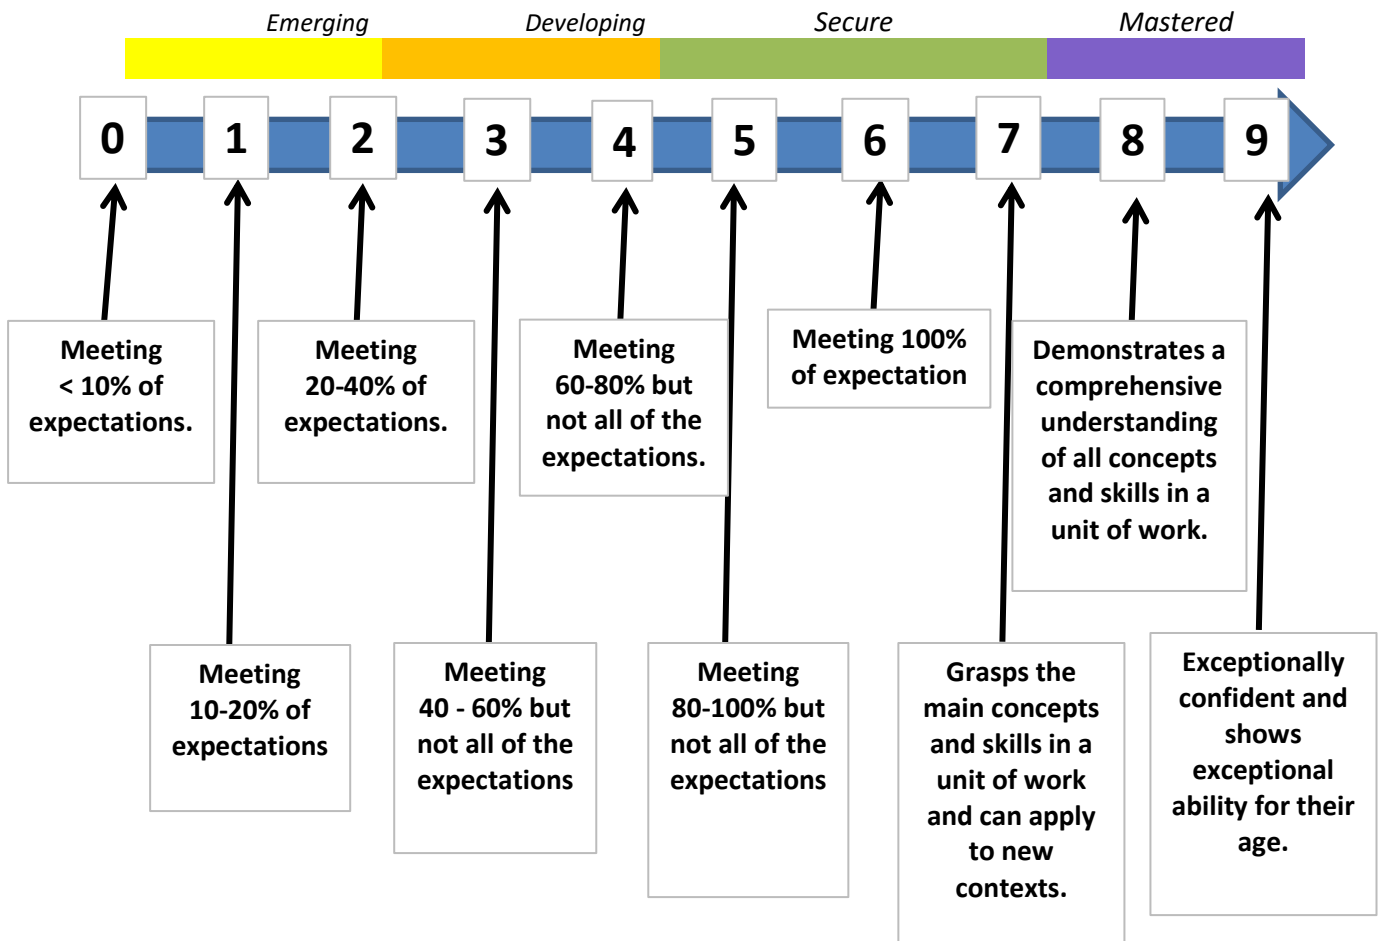 Emerging
Developing
Secure
Mastered
0
1
2
3
4
5
6
7
8
9
Meeting
< 10% of
expectations.
Meeting
20-40% of
expectations.
Meeting
60-80% but
not all of the
expectations.
Meeting 100%
of expectation
Demonstrates a
comprehensive
understanding
of all concepts
and skills in a
unit of work.
Meeting
10-20% of
expectations
Meeting
40 - 60% but
not all of the
expectations
Meeting
80-100% but
not all of the
expectations
Grasps the
main concepts
and skills in a
unit of work
and can apply
to new
contexts.
Exceptionally
confident and
shows
exceptional
ability for their
age.